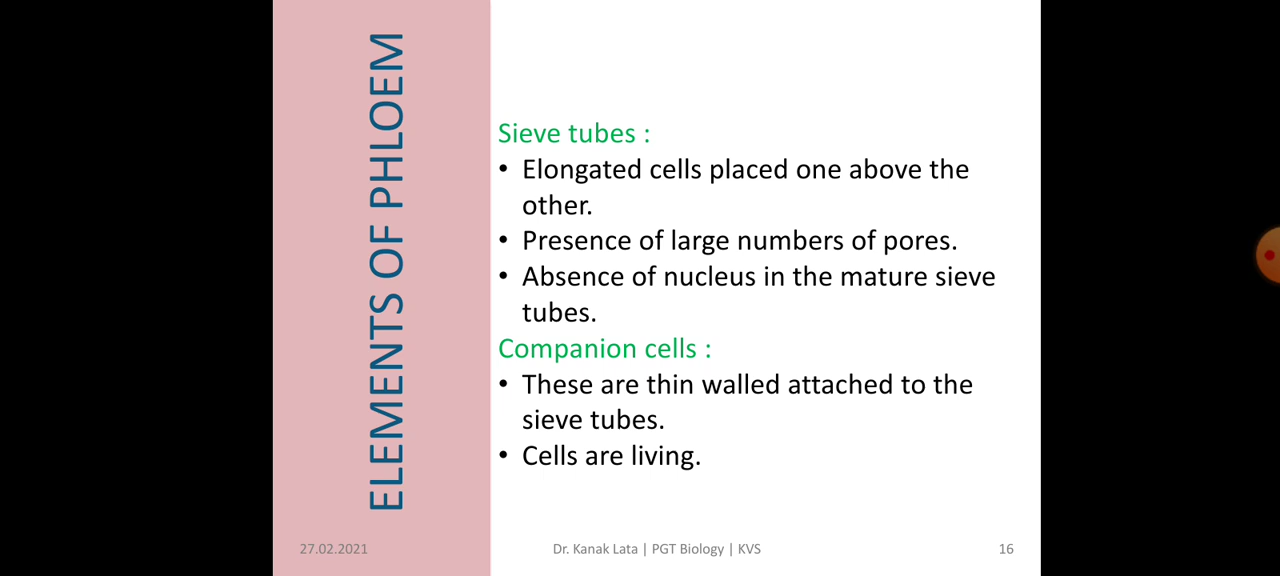 ELEMENTS OF PHLOEM
Sieve tubes :
• Elongated cells placed one above the
other.
• Presence of large numbers of pores.
• Absence of nucleus in the mature sieve
tubes.
Companion cells :
• These are thin walled attached to the
sieve tubes.
• Cells are living.
27.02.2021
Dr. Kanak Lata | PGT Biology | KVS
16